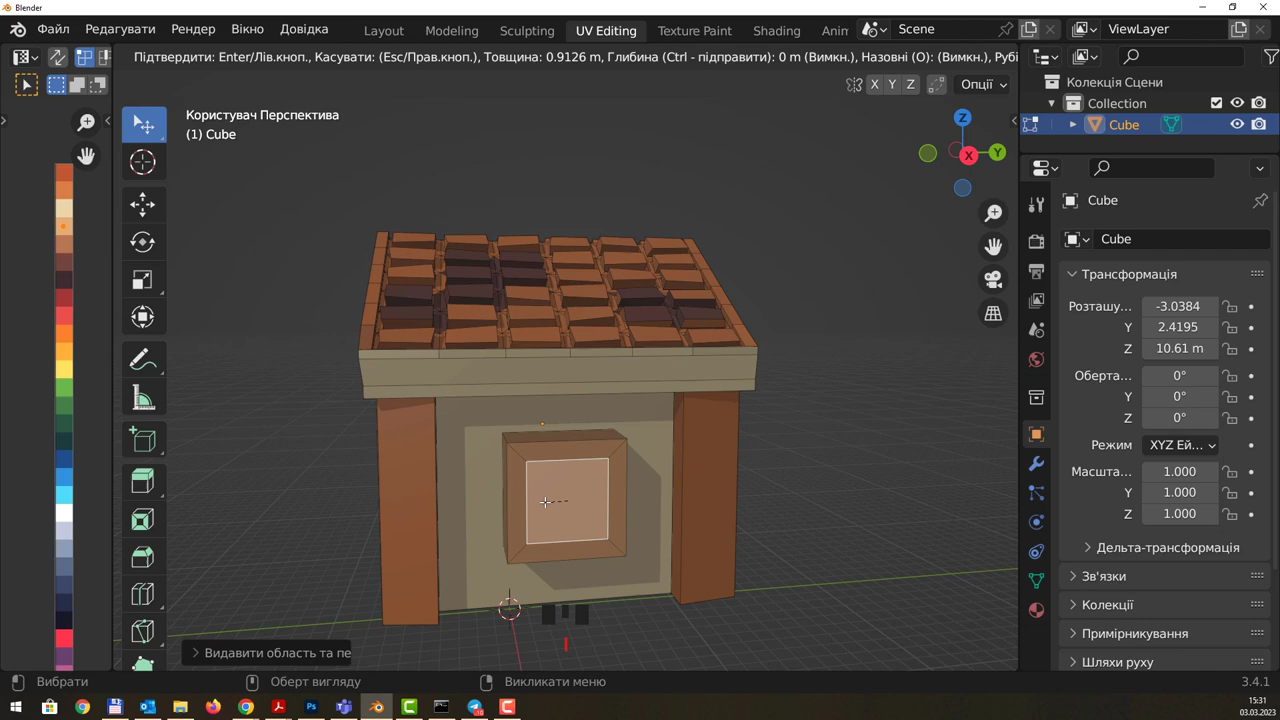 Blender
Файл Редагувати Рендер Вікно Довідка Layout Modeling Sculpting UV Editing Texture Paint Shading Anim Scene ViewLayer
Підтвердити: Enter/Лів.кноп., Касувати: (Esc/Прав.кноп.), Товщина: 0.9126 m, Глибина (Ctrl - підправити): 0 m (Вимкн.), Назовні (O): (Вимкн.), Рубі
X Y Z Опції
Колекція Сцени
Collection
Cube
Користувач Перспектива
(1) Cube
Z
X
Y
Cube
Cube
Трансформація
Розташу... -3.0384
Y 2.4195
Z 10.61 m
Оберта... 0°
Y 0°
Z 0°
Режим XYZ Ей...
Масшта... 1.000
Y 1.000
Z 1.000
Дельта-трансформація
Зв'язки
Колекції
Примірникування
Шляхи руху
I
Видавити область та пе
Вибрати Оберт вигляду Викликати меню 3.4.1
15:31
03.03.2023